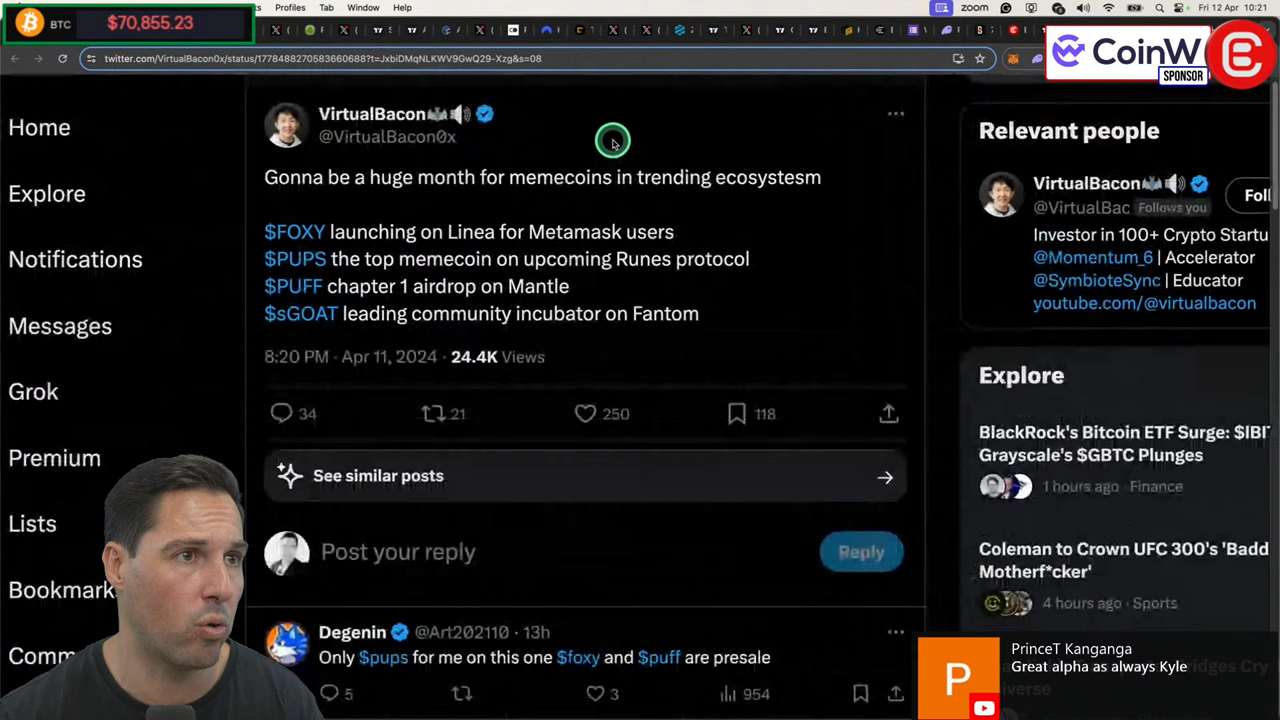 BTC $70,855.23
Profiles Tab Window Help
zoom Fri 12 Apr 10:21
twitter.com/VirtualBacon0x/status/1778488270583660688?t=JxbiDMqNLKWV9GwQ29-Xzg&s=08
CoinW
SPONSOR
Home
Explore
Notifications
Messages
Grok
Premium
Lists
Bookmark
Comm
VirtualBacon
@VirtualBacon0x
Gonna be a huge month for memecoins in trending ecosystesm
$FOXY launching on Linea for Metamask users
$PUPS the top memecoin on upcoming Runes protocol
$PUFF chapter 1 airdrop on Mantle
$sGOAT leading community incubator on Fantom
8:20 PM · Apr 11, 2024 · 24.4K Views
34 21 250 118
See similar posts
Post your reply
Reply
Degenin @Art202110 · 13h
Only $pups for me on this one $foxy and $puff are presale
5 3 954
Relevant people
VirtualBacon
@VirtualBac Follows you
Foll
Investor in 100+ Crypto Startu
@Momentum_6 | Accelerator
@SymbioteSync | Educator
youtube.com/@virtualbacon
Explore
BlackRock's Bitcoin ETF Surge: $IBIT
Grayscale's $GBTC Plunges
1 hours ago · Finance
Coleman to Crown UFC 300's 'Badd
Motherf*cker'
4 hours ago · Sports
P
PrinceT Kanganga
Great alpha as always Kyle